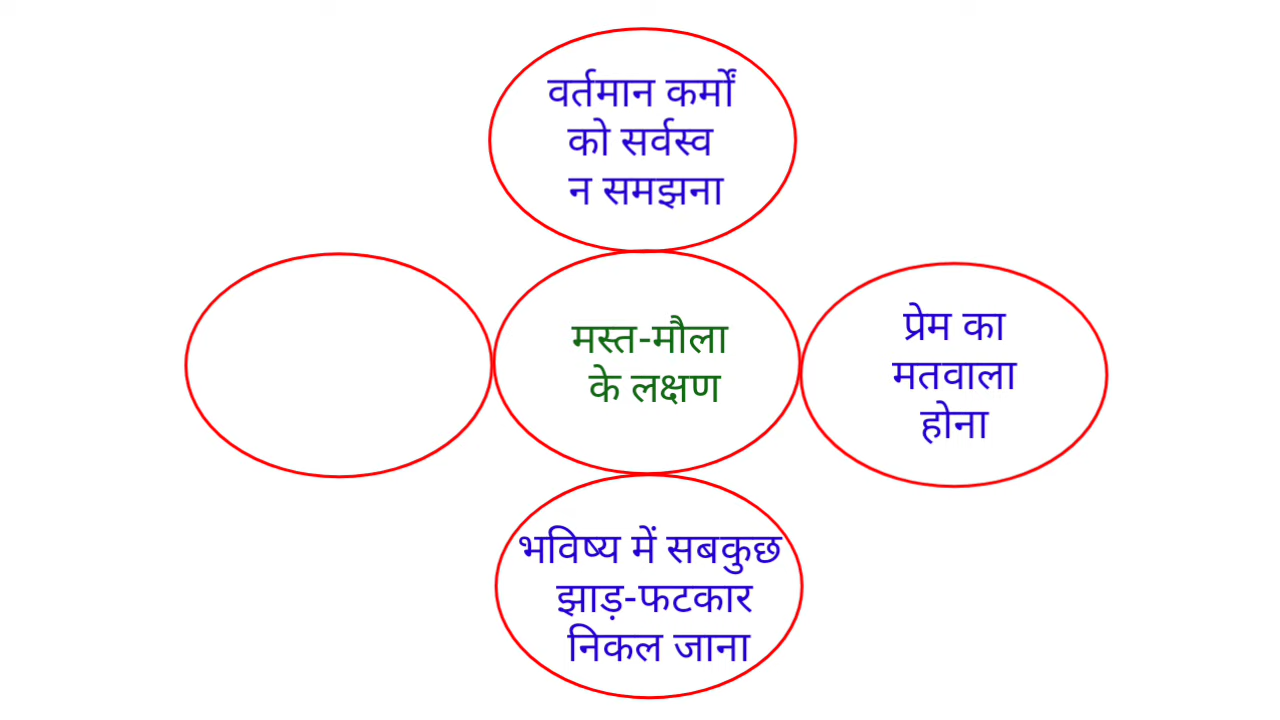 वर्तमान कर्मों
को सर्वस्व
न समझना
मस्त-मौला
के लक्षण
प्रेम का
मतवाला
होना
भविष्य में सबकुछ
झाड़-फटकार
निकल जाना